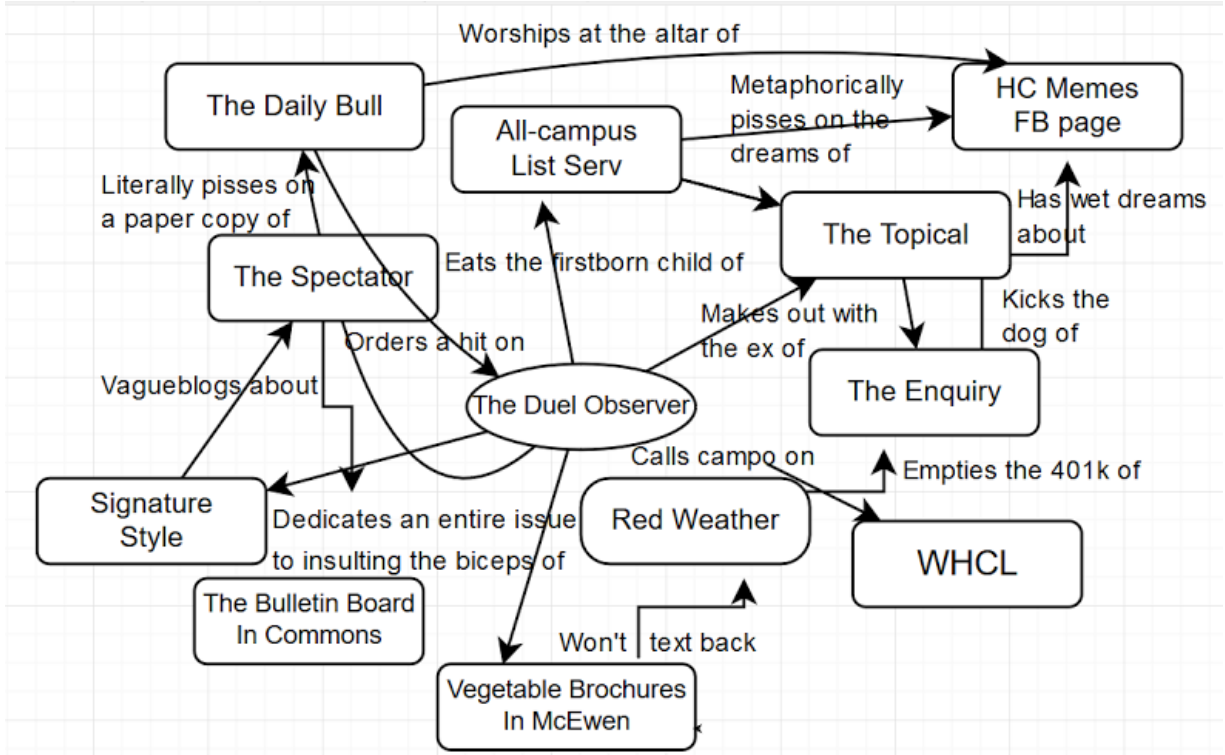 Worships at the altar of
The Daily Bull
HC Memes
FB page
Metaphorically
pisses on the
dreams of
All-campus
List Serv
Literally pisses on
a paper copy of
Has wet dreams
about
The Topical
The Spectator
Eats the firstborn child of
Makes out with
the ex of
Kicks the
dog of
Orders a hit on
Vagueblogs about
The Enquiry
The Duel Observer
Calls campo on
Empties the 401k of
Signature
Style
Dedicates an entire issue
to insulting the biceps of
Red Weather
WHCL
The Bulletin Board
In Commons
Won't text back
Vegetable Brochures
In McEwen